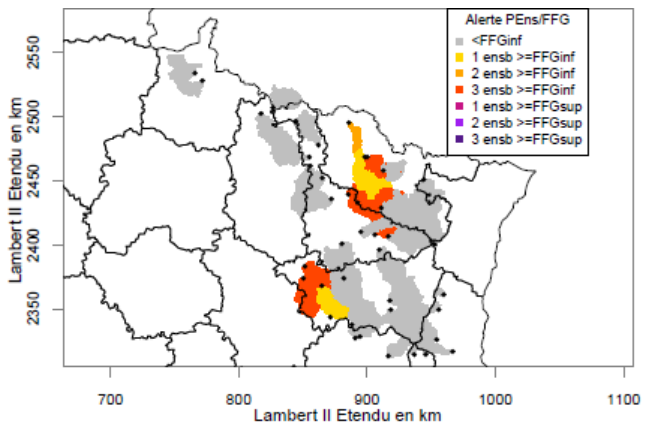 Alerte PEns/FFG
<FFGinf
1 ensb >=FFGinf
2 ensb >=FFGinf
3 ensb >=FFGinf
1 ensb >=FFGsup
2 ensb >=FFGsup
3 ensb >=FFGsup
Lambert II Etendu en km
2550
2500
2450
2400
2350
700 800 900 1000 1100
Lambert II Etendu en km